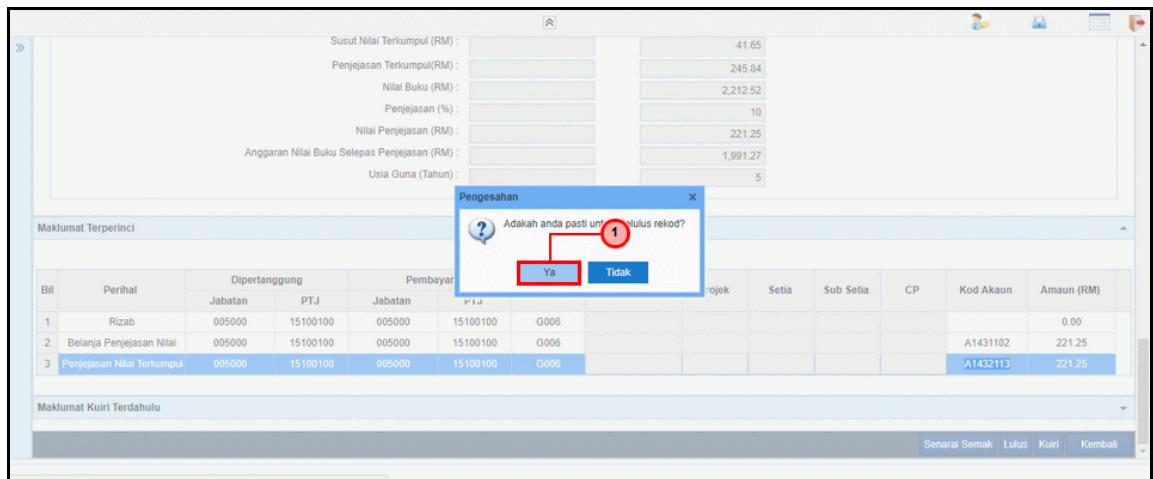 Susut Nilai Terkumpul (RM) : 41.65
Penjejasan Terkumpul(RM) : 245.84
Nilai Buku (RM) : 2,212.52
Penjejasan (%) : 10
Nilai Penjejasan (RM) : 221.25
Anggaran Nilai Buku Selepas Penjejasan (RM) : 1,991.27
Usia Guna (Tahun) : 5
Pengesahan x
Adakah anda pasti rekod?
1
Ya Tidak
Maklumat Terperinci
Bil Perihal Dipertanggung Setia Sub Setia CP Kod Akaun Amaun (RM)
Jabatan PTJ Jabatan PTJ
1 Rizab 005000 15100100 005000 15100100 G006 0.00
2 Belanja Penjejasan Nilai 005000 15100100 005000 15100100 G006 A1431102 221.25
3 Penjejasan Nilai Terkumpul 005000 15100100 005000 15100100 G006 A1432113 221.25
Maklumat Kuiri Terdahulu
Senarai Semak Lulus Kuiri Kembali